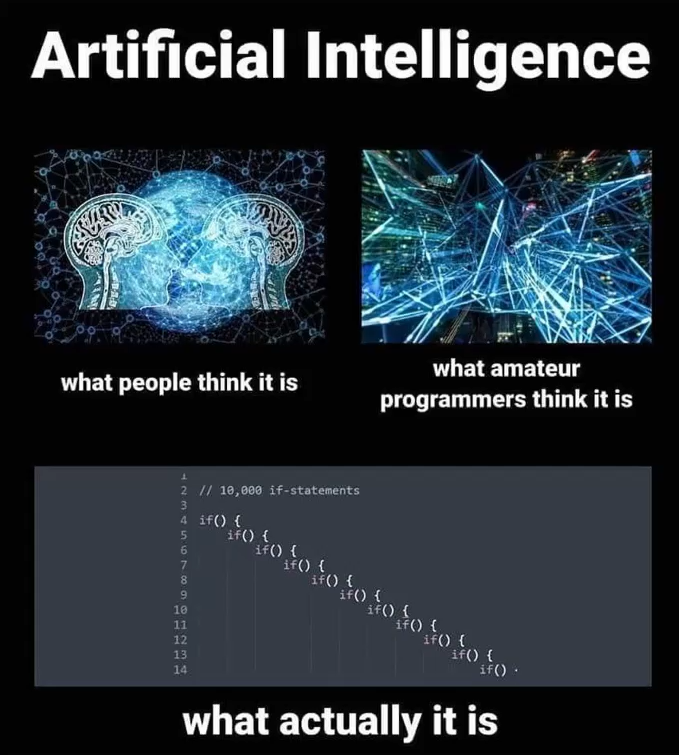 Artificial Intelligence
what people think it is
what amateur
programmers think it is
1
2 // 10,000 if-statements
3
4 if() {
5 if() {
6 if() {
7 if() {
8 if() {
9 if() {
10 if() {
11 if() {
12 if() {
13 if() {
14 if() .
what actually it is